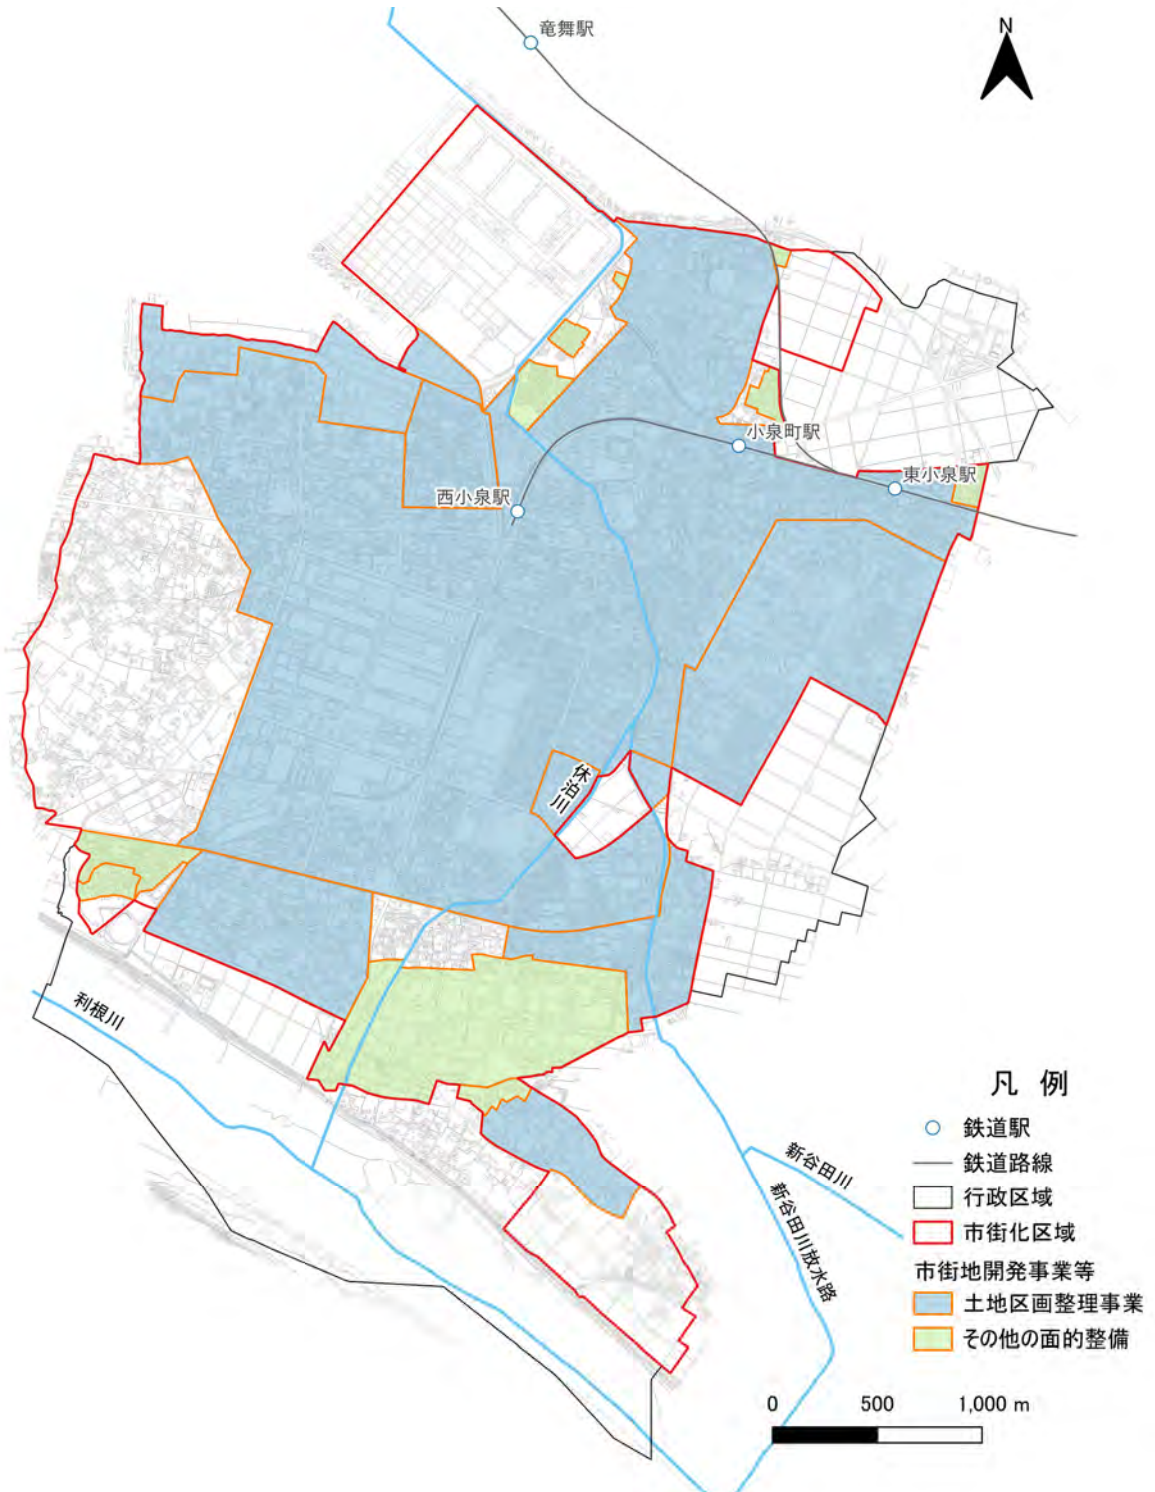 竜舞駅
N
小泉町駅
東小泉駅
西小泉駅
休泊川
利根川
新谷田川
新谷田川放水路
凡 例
鉄道駅
鉄道路線
行政区域
市街化区域
市街地開発事業等
土地区画整理事業
その他の面的整備
0 500 1,000 m